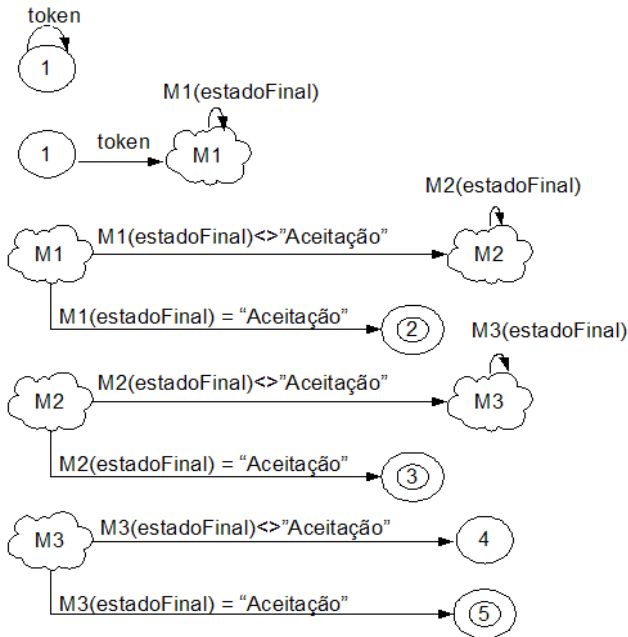 token
1
M1(estadoFinal)
1
token
M1
M2(estadoFinal)
M1
M1(estadoFinal)<>"Aceitação"
M2
M1(estadoFinal) = “Aceitação”
2
M3(estadoFinal)
M2
M2(estadoFinal)<>"Aceitação"
M3
M2(estadoFinal) = “Aceitação”
3
M3
M3(estadoFinal)<>"Aceitação"
4
M3(estadoFinal) = “Aceitação”
5